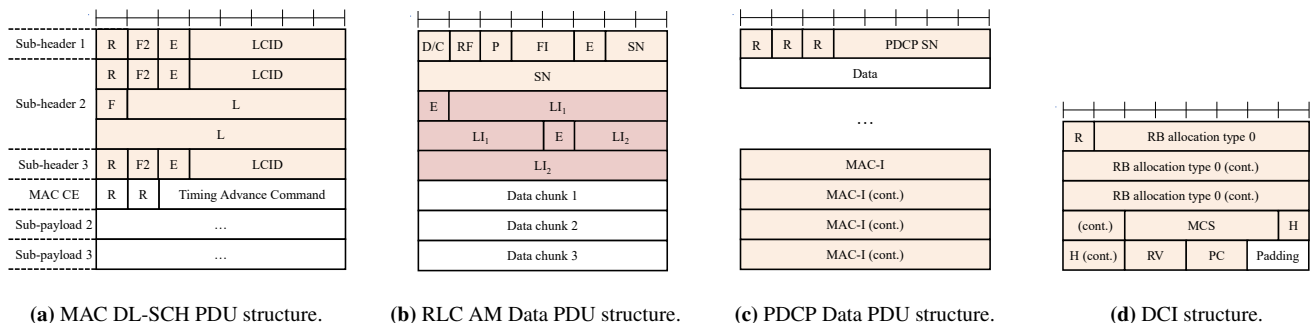 Sub-header 1 R F2 E LCID
R F2 E LCID
Sub-header 2 F L
L
Sub-header 3 R F2 E LCID
MAC CE R R Timing Advance Command
Sub-payload 2 ...
Sub-payload 3 ...
(a) MAC DL-SCH PDU structure.
D/C RF P FI E SN
SN
E LI1
LI1 E LI2
LI2
Data chunk 1
Data chunk 2
Data chunk 3
(b) RLC AM Data PDU structure.
R R R PDCP SN
Data
...
MAC-I
MAC-I (cont.)
MAC-I (cont.)
MAC-I (cont.)
(c) PDCP Data PDU structure.
R RB allocation type 0
RB allocation type 0 (cont.)
RB allocation type 0 (cont.)
(cont.) MCS H
H (cont.) RV PC Padding
(d) DCI structure.